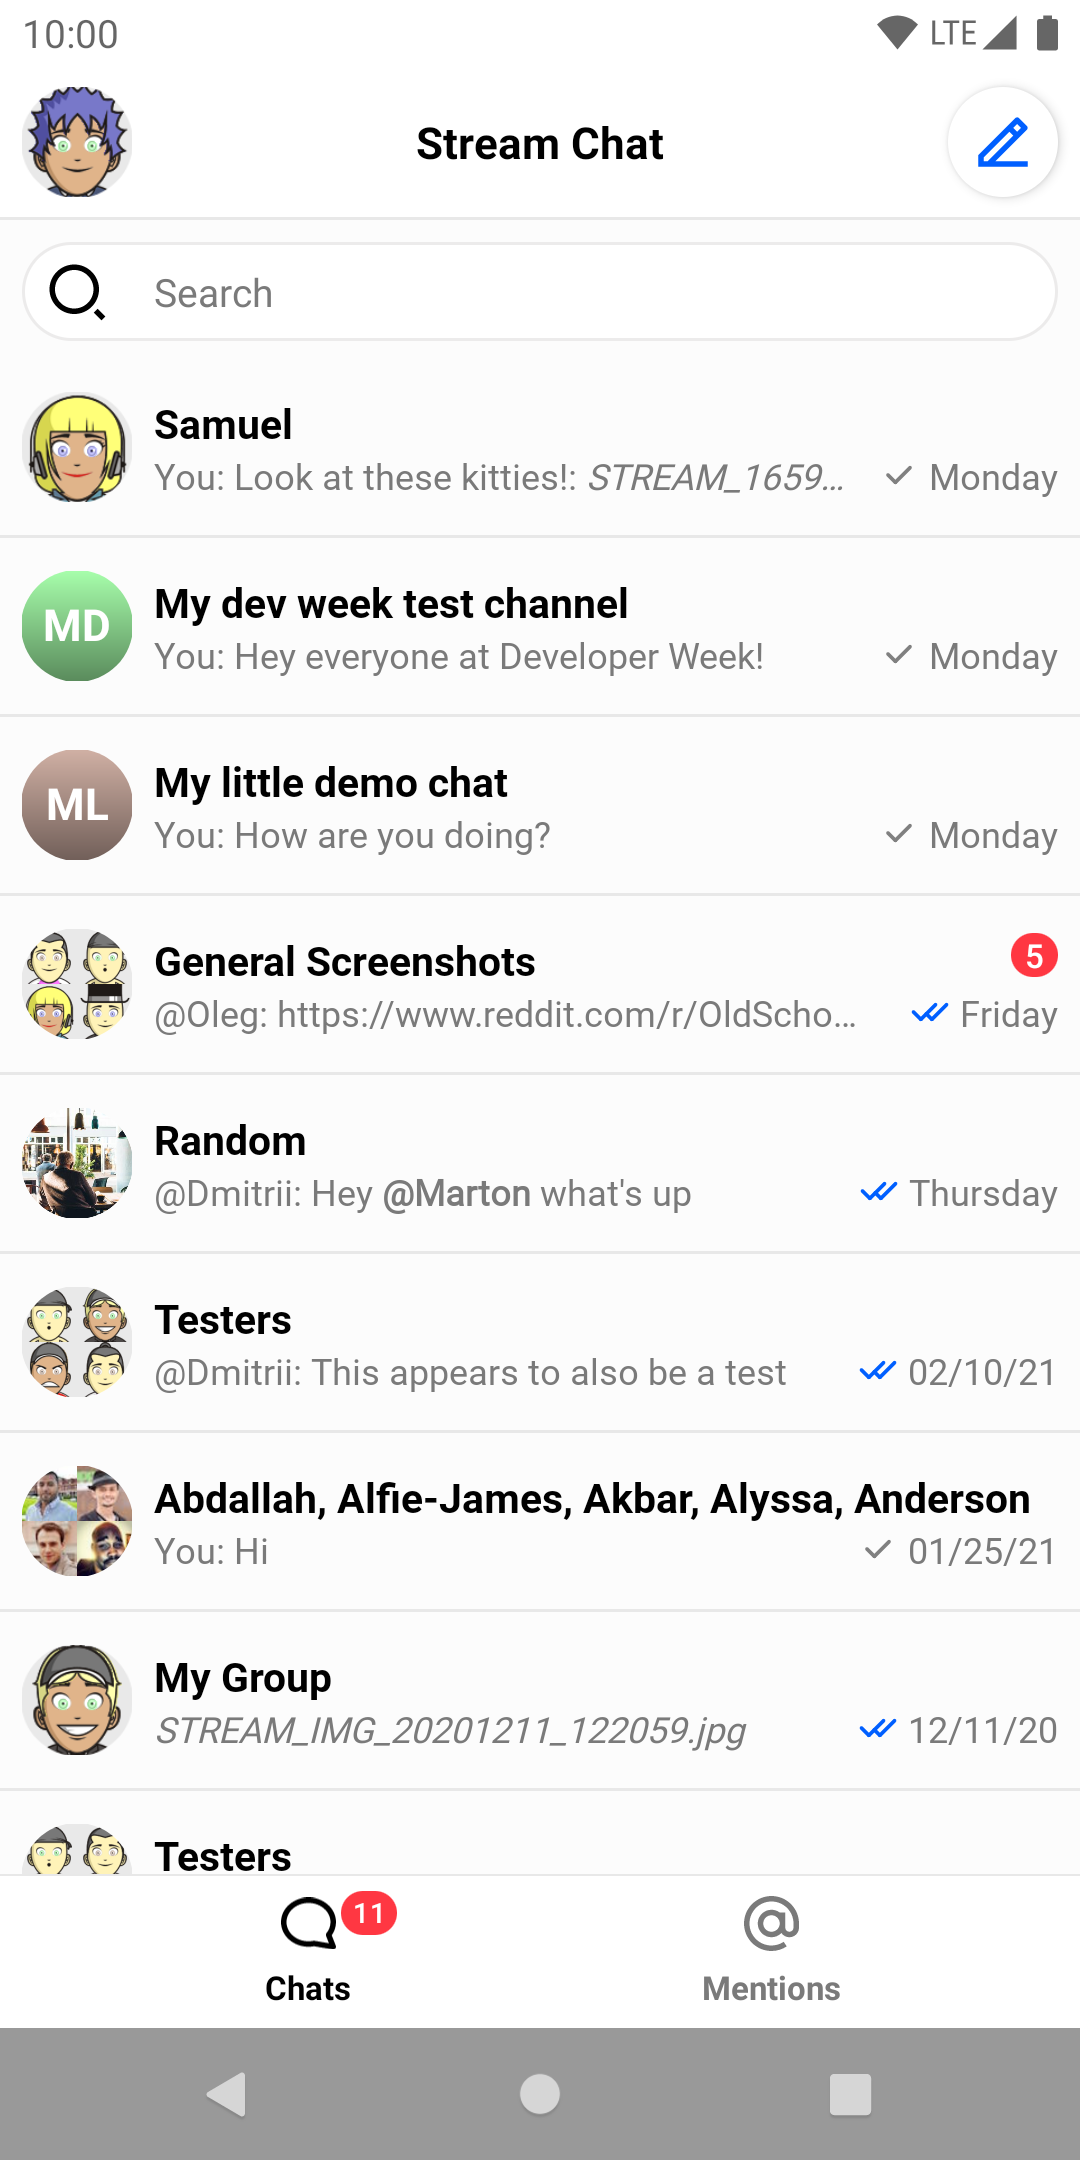 10:00 LTE
Stream Chat
Search
Samuel
You: Look at these kitties!: STREAM_1659... Monday
MD
My dev week test channel
You: Hey everyone at Developer Week! Monday
ML
My little demo chat
You: How are you doing? Monday
General Screenshots 5
@Oleg: https://www.reddit.com/r/OldScho... Friday
Random
@Dmitrii: Hey @Marton what's up Thursday
Testers
@Dmitrii: This appears to also be a test 02/10/21
Abdallah, Alfie-James, Akbar, Alyssa, Anderson
You: Hi 01/25/21
My Group
STREAM_IMG_20201211_122059.jpg 12/11/20
Testers
11
Chats Mentions